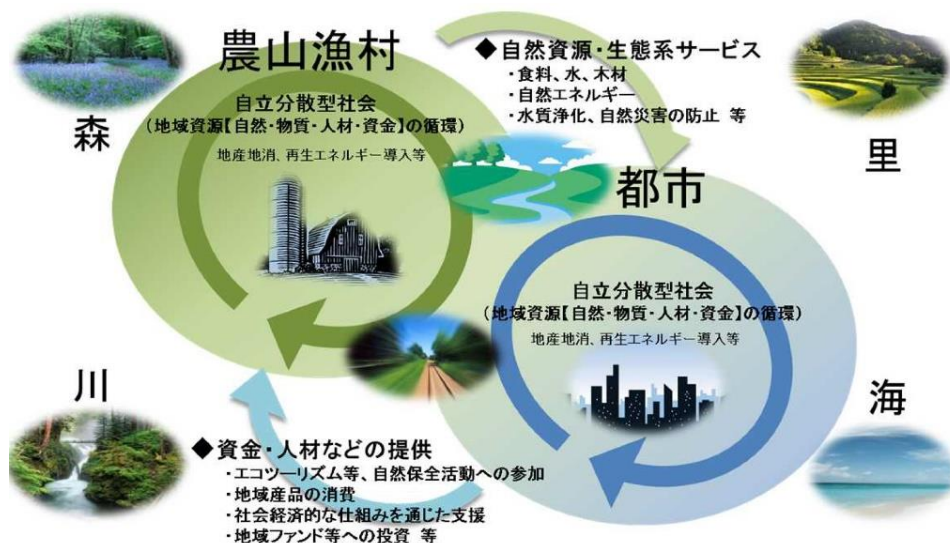 農山漁村
森
自立分散型社会
(地域資源【自然・物質・人材・資金】の循環)
地産地消、再生エネルギー導入等
◆自然資源・生態系サービス
・食料、水、木材
・自然エネルギー
・水質浄化、自然災害の防止 等
里
都市
自立分散型社会
(地域資源【自然・物質・人材・資金】の循環)
地産地消、再生エネルギー導入等
川
◆資金・人材などの提供
・エコツーリズム等、自然保全活動への参加
・地域産品の消費
・社会経済的な仕組みを通じた支援
・地域ファンド等への投資 等
海